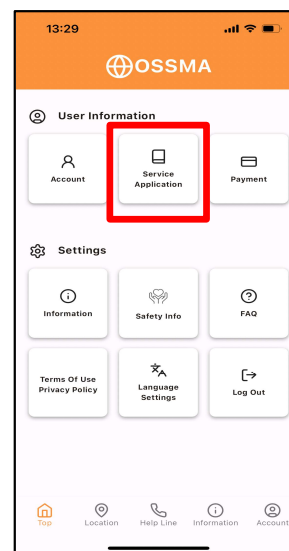 13:29
OSSMA
User Information
Account
Service
Application
Payment
Settings
Information
Safety Info
FAQ
Terms Of Use
Privacy Policy
Language
Settings
Log Out
Top
Location
Help Line
Information
Account